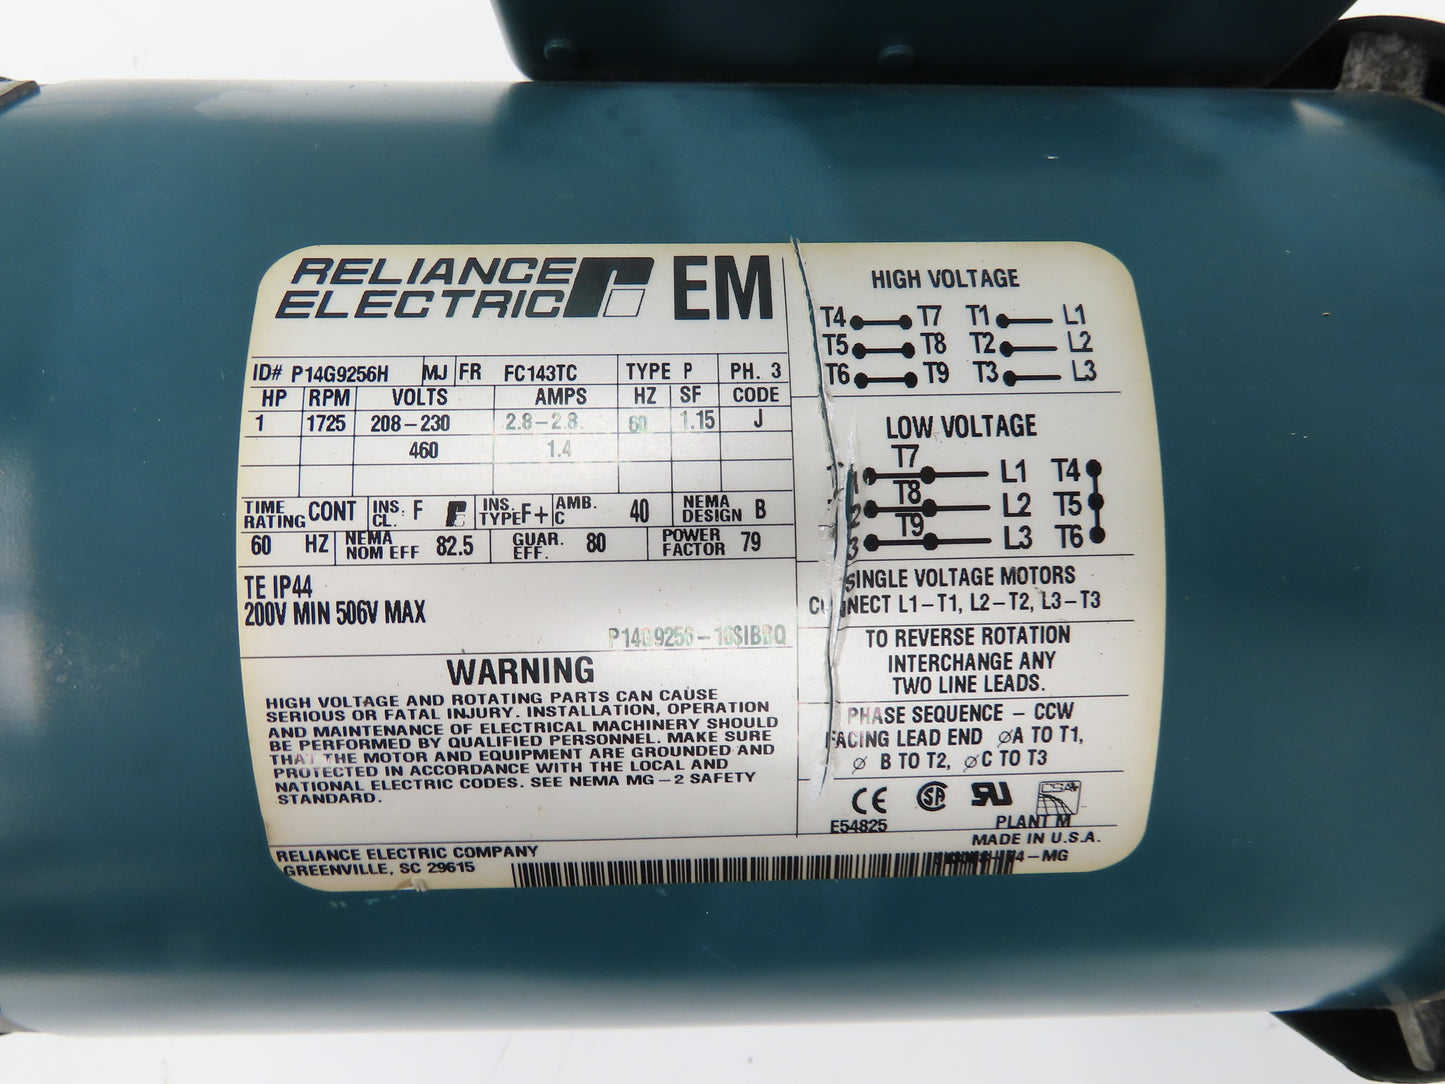 RELIANCE
ELECTRIC
EM
ID# P14G9256H MJ FR FC143TC TYPE P PH. 3
HP RPM VOLTS AMPS HZ SF CODE
1 1725 208-230 2.8-2.8 60 1.15 J
460 1.4
TIME RATING CONT INS. CL. F INS. TYPE F+ AMB. C 40 NEMA DESIGN B
60 HZ NEMA NOM EFF 82.5 GUAR. EFF. 80 POWER FACTOR 79
TE IP44
200V MIN 506V MAX
WARNING
HIGH VOLTAGE AND ROTATING PARTS CAN CAUSE
SERIOUS OR FATAL INJURY. INSTALLATION, OPERATION
AND MAINTENANCE OF ELECTRICAL MACHINERY SHOULD
BE PERFORMED BY QUALIFIED PERSONNEL. MAKE SURE
THAT THE MOTOR AND EQUIPMENT ARE GROUNDED AND
PROTECTED IN ACCORDANCE WITH THE LOCAL AND
NATIONAL ELECTRIC CODES. SEE NEMA MG-2 SAFETY
STANDARD.
RELIANCE ELECTRIC COMPANY
GREENVILLE, SC 29615
HIGH VOLTAGE
T4 T7 T1 L1
T5 T8 T2 L2
T6 T9 T3 L3
LOW VOLTAGE
T7
1 L1 T4
T8
2 L2 T5
T9
3 L3 T6
SINGLE VOLTAGE MOTORS
CONNECT L1-T1, L2-T2, L3-T3
TO REVERSE ROTATION
INTERCHANGE ANY
TWO LINE LEADS.
PHASE SEQUENCE - CCW
FACING LEAD END ØA TO T1,
Ø B TO T2, ØC TO T3
CE SA UR CSA
E54825 PLANT M
MADE IN U.S.A.